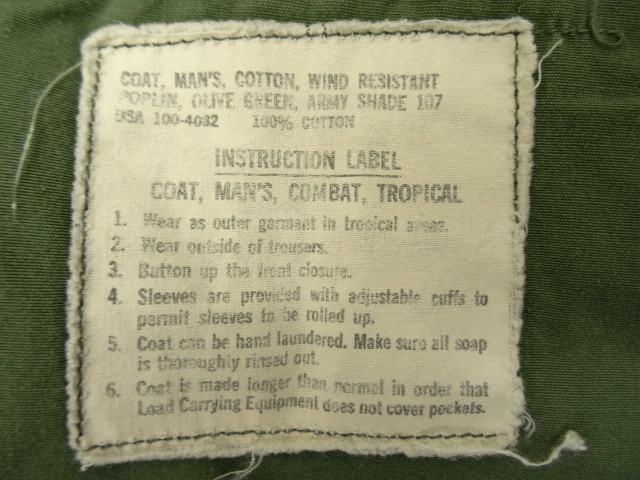 COAT, MAN'S, COTTON, WIND RESISTANT
POPLIN, OLIVE GREEN, ARMY SHADE 107
DSA 100-4032 100% COTTON
INSTRUCTION LABEL
COAT, MAN'S, COMBAT, TROPICAL
1. Wear as outer garment in tropical areas.
2. Wear outside of trousers.
3. Button up the front closure.
4. Sleeves are provided with adjustable cuffs to
permit sleeves to be rolled up.
5. Coat can be hand laundered. Make sure all soap
is thoroughly rinsed out.
6. Coat is made longer than normal in order that
Load Carrying Equipment does not cover pockets.